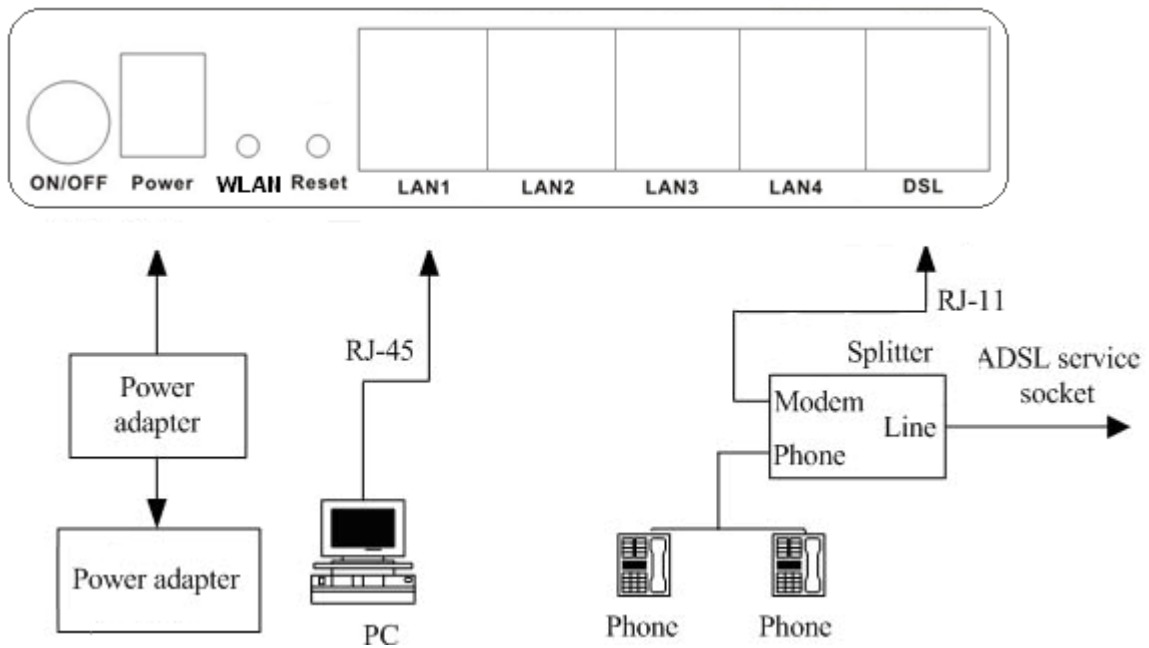 ON/OFF Power WLAN Reset LAN1 LAN2 LAN3 LAN4 DSL
RJ-11
RJ-45
Splitter
ADSL service
socket
Power
adapter
Modem
Line
Phone
Power adapter
PC
Phone
Phone